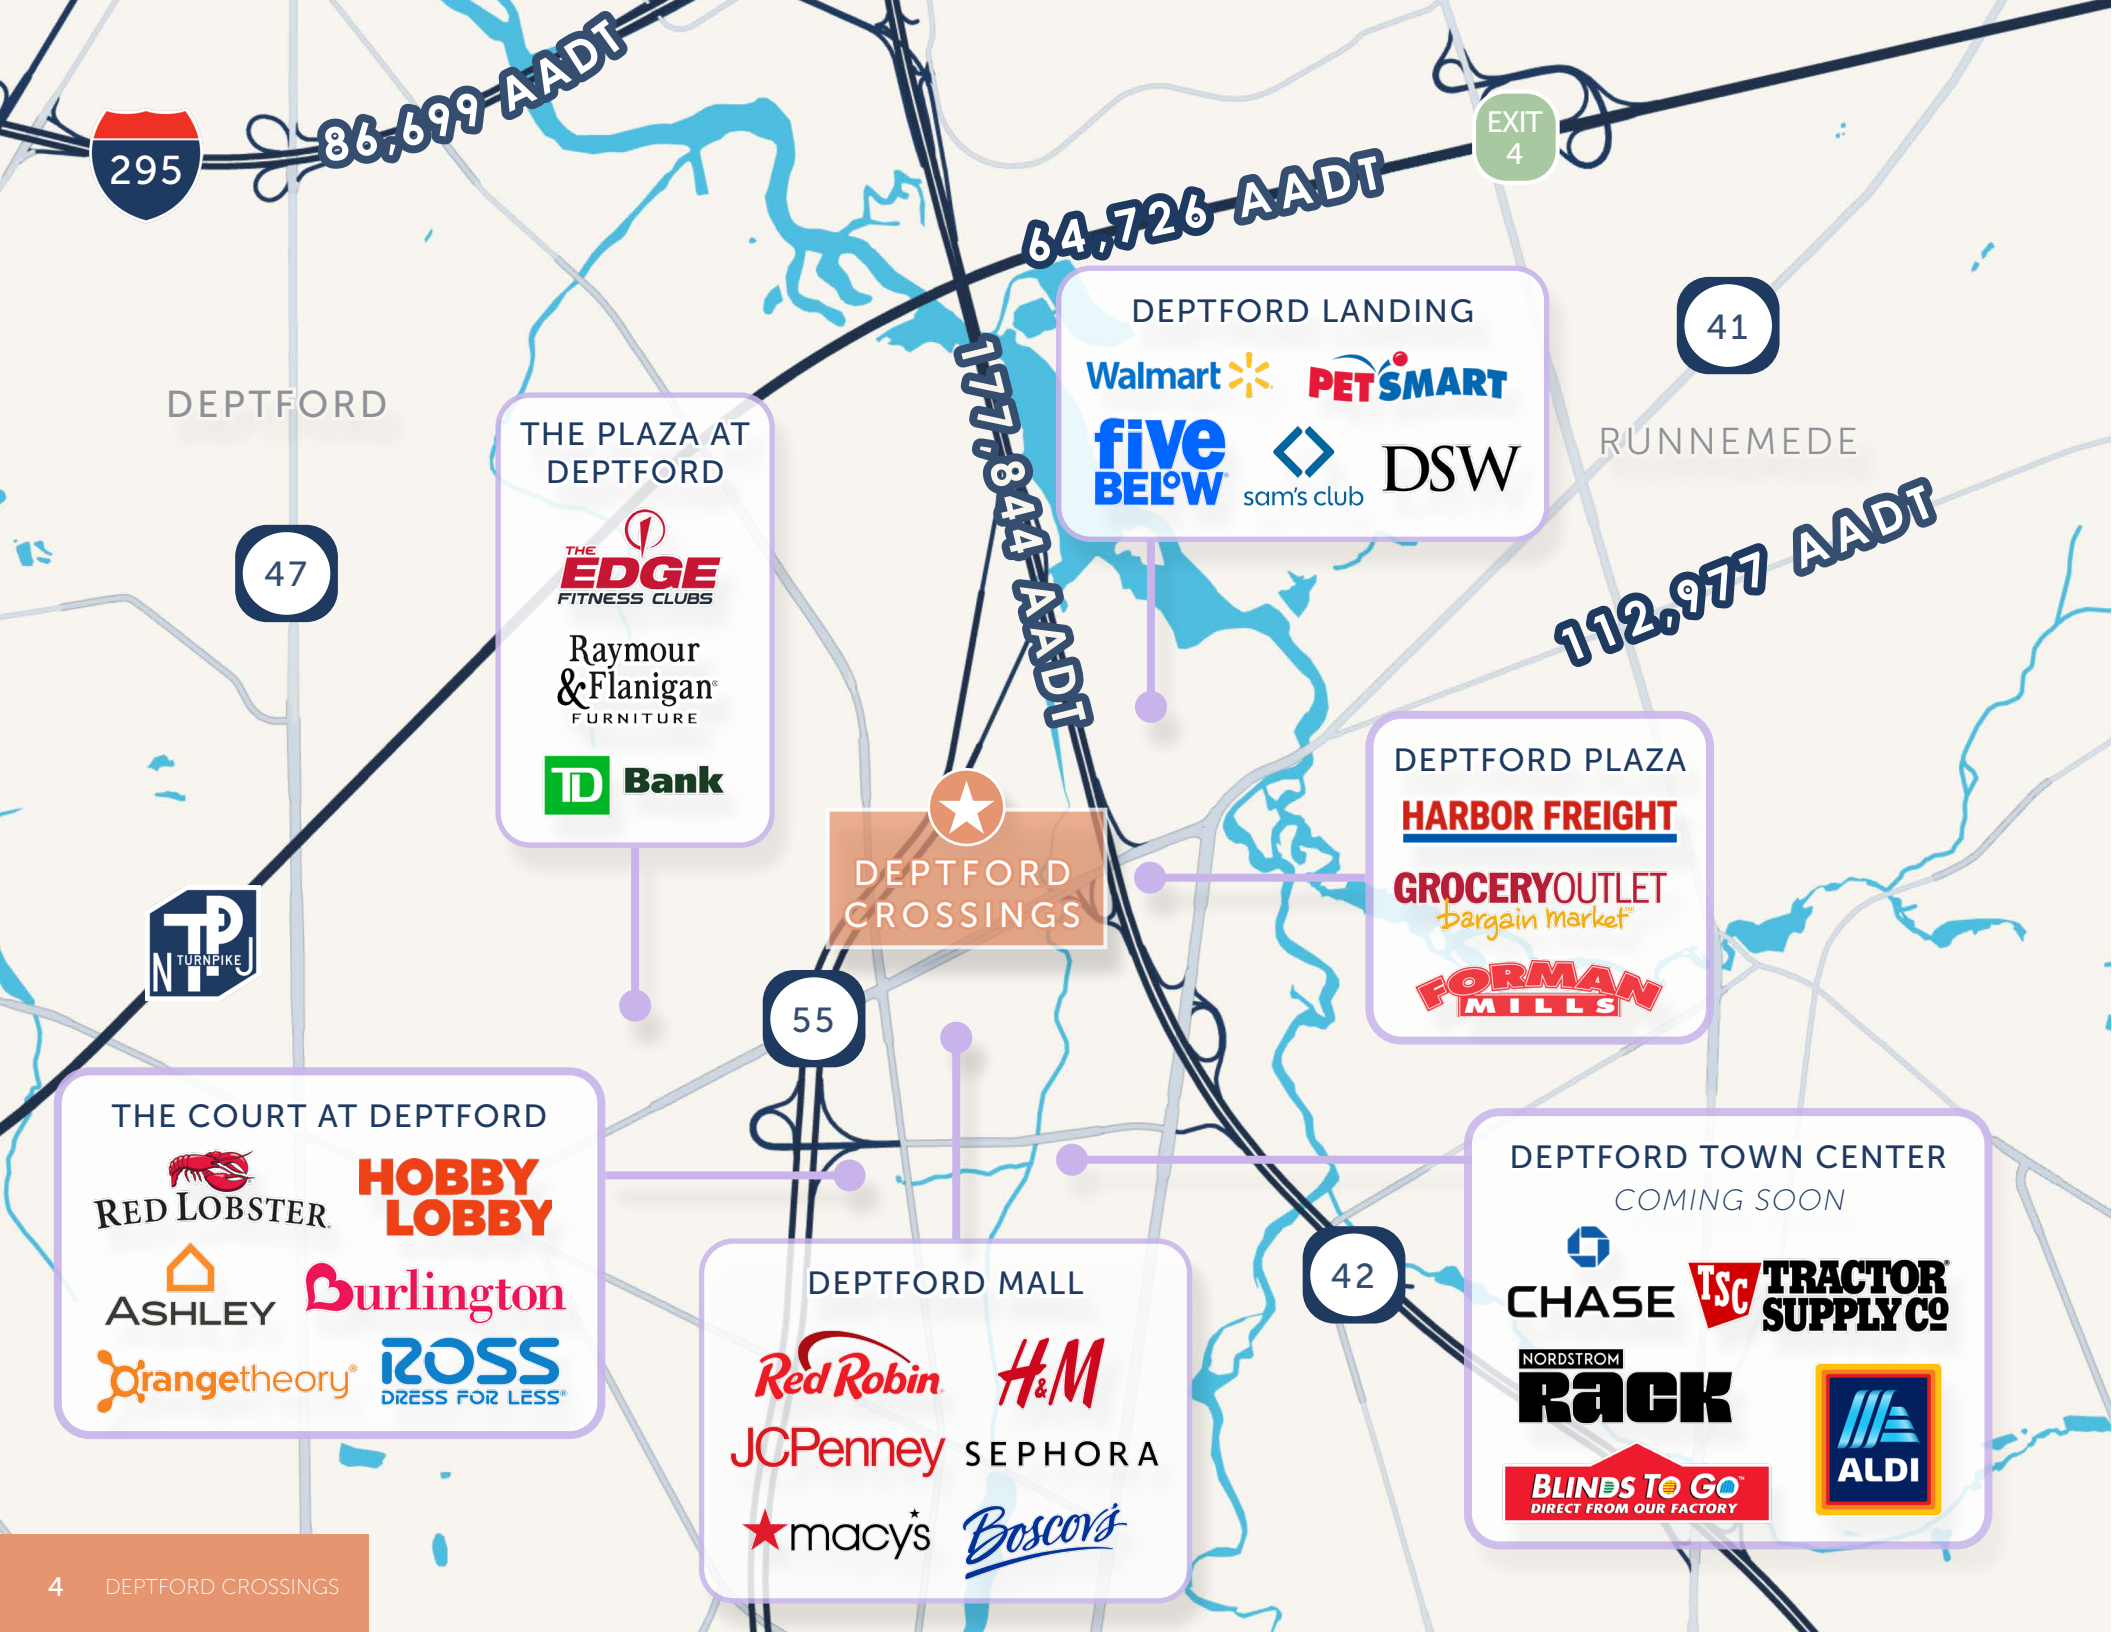 86,699 AADT
295
EXIT
4
64,726 AADT
177,844 AADT
DEPTFORD LANDING
Walmart
PETSMART
five
BELOW
sam's club
DSW
41
DEPTFORD
RUNNEMEDE
THE PLAZA AT
DEPTFORD
THE
EDGE
FITNESS CLUBS
Raymour
&Flanigan
FURNITURE
TD Bank
47
112,977 AADT
DEPTFORD PLAZA
HARBOR FREIGHT
GROCERYOUTLET
bargain market
FORMAN
MILLS
DEPTFORD
CROSSINGS
NJ TP
TURNPIKE
55
THE COURT AT DEPTFORD
RED LOBSTER
HOBBY
LOBBY
ASHLEY
Burlington
Orangetheory®
ROSS
DRESS FOR LESS®
DEPTFORD MALL
Red Robin
H&M
JCPenney
SEPHORA
macy's
Boscov's
42
DEPTFORD TOWN CENTER
COMING SOON
CHASE
TSC TRACTOR
SUPPLY CO
NORDSTROM
rack
ALDI
BLINDS TO GO™
DIRECT FROM OUR FACTORY
4 DEPTFORD CROSSINGS